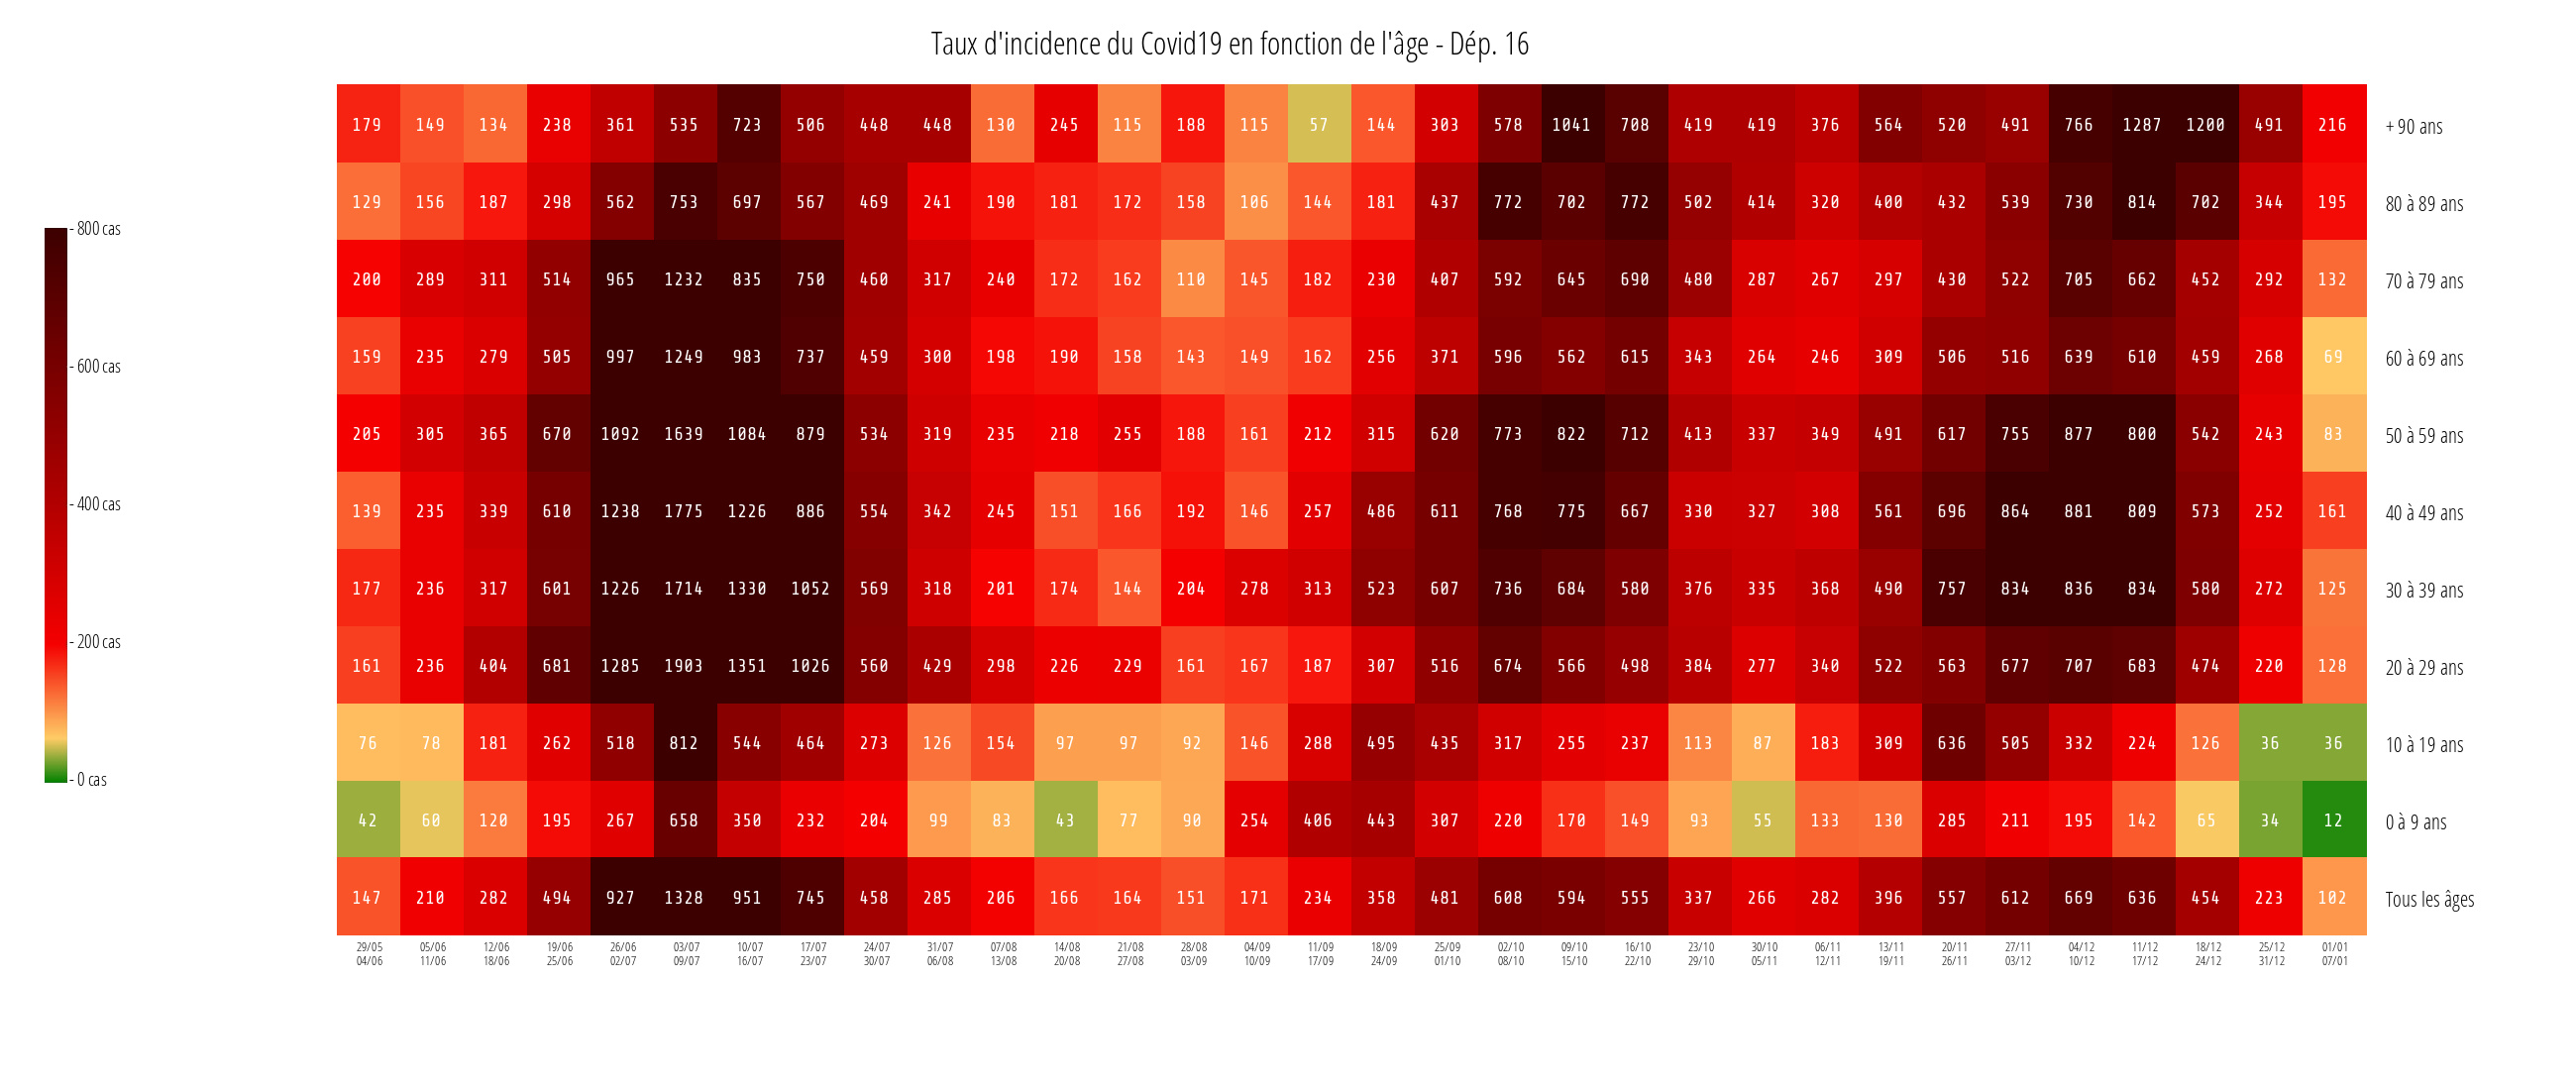 Taux d'incidence du Covid19 en fonction de l'âge - Dép. 16
179 149 134 238 361 535 723 506 448 448 130 245 115 188 115 57 144 303 578 1041 708 419 419 376 564 520 491 766 1287 1200 491 216 + 90 ans
129 156 187 298 562 753 697 567 469 241 190 181 172 158 106 144 181 437 772 702 772 502 414 320 400 432 539 730 814 702 344 195 80 à 89 ans
- 800 cas
200 289 311 514 965 1232 835 750 460 317 240 172 162 110 145 182 230 407 592 645 690 480 287 267 297 430 522 705 662 452 292 132 70 à 79 ans
159 235 279 505 997 1249 983 737 459 300 198 190 158 143 149 162 256 371 596 562 615 343 264 246 309 506 516 639 610 459 268 69 60 à 69 ans
- 600 cas
205 305 365 670 1092 1639 1084 879 534 319 235 218 255 188 161 212 315 620 773 822 712 413 337 349 491 617 755 877 800 542 243 83 50 à 59 ans
- 400 cas
139 235 339 610 1238 1775 1226 886 554 342 245 151 166 192 146 257 486 611 768 775 667 330 327 308 561 696 864 881 809 573 252 161 40 à 49 ans
177 236 317 601 1226 1714 1330 1052 569 318 201 174 144 204 278 313 523 607 736 684 580 376 335 368 490 757 834 836 834 580 272 125 30 à 39 ans
- 200 cas
161 236 404 681 1285 1903 1351 1026 560 429 298 226 229 161 167 187 307 516 674 566 498 384 277 340 522 563 677 707 683 474 220 128 20 à 29 ans
76 78 181 262 518 812 544 464 273 126 154 97 97 92 146 288 495 435 317 255 237 113 87 183 309 636 505 332 224 126 36 36 10 à 19 ans
- 0 cas
42 60 120 195 267 658 350 232 204 99 83 43 77 90 254 406 443 307 220 170 149 93 55 133 130 285 211 195 142 65 34 12 0 à 9 ans
147 210 282 494 927 1328 951 745 458 285 206 166 164 151 171 234 358 481 608 594 555 337 266 282 396 557 612 669 636 454 223 102 Tous les âges
29/05 05/06 12/06 19/06 26/06 03/07 10/07 17/07 24/07 31/07 07/08 14/08 21/08 28/08 04/09 11/09 18/09 25/09 02/10 09/10 16/10 23/10 30/10 06/11 13/11 20/11 27/11 04/12 11/12 18/12 25/12 01/01
04/06 11/06 18/06 25/06 02/07 09/07 16/07 23/07 30/07 06/08 13/08 20/08 27/08 03/09 10/09 17/09 24/09 01/10 08/10 15/10 22/10 29/10 05/11 12/11 19/11 26/11 03/12 10/12 17/12 24/12 31/12 07/01